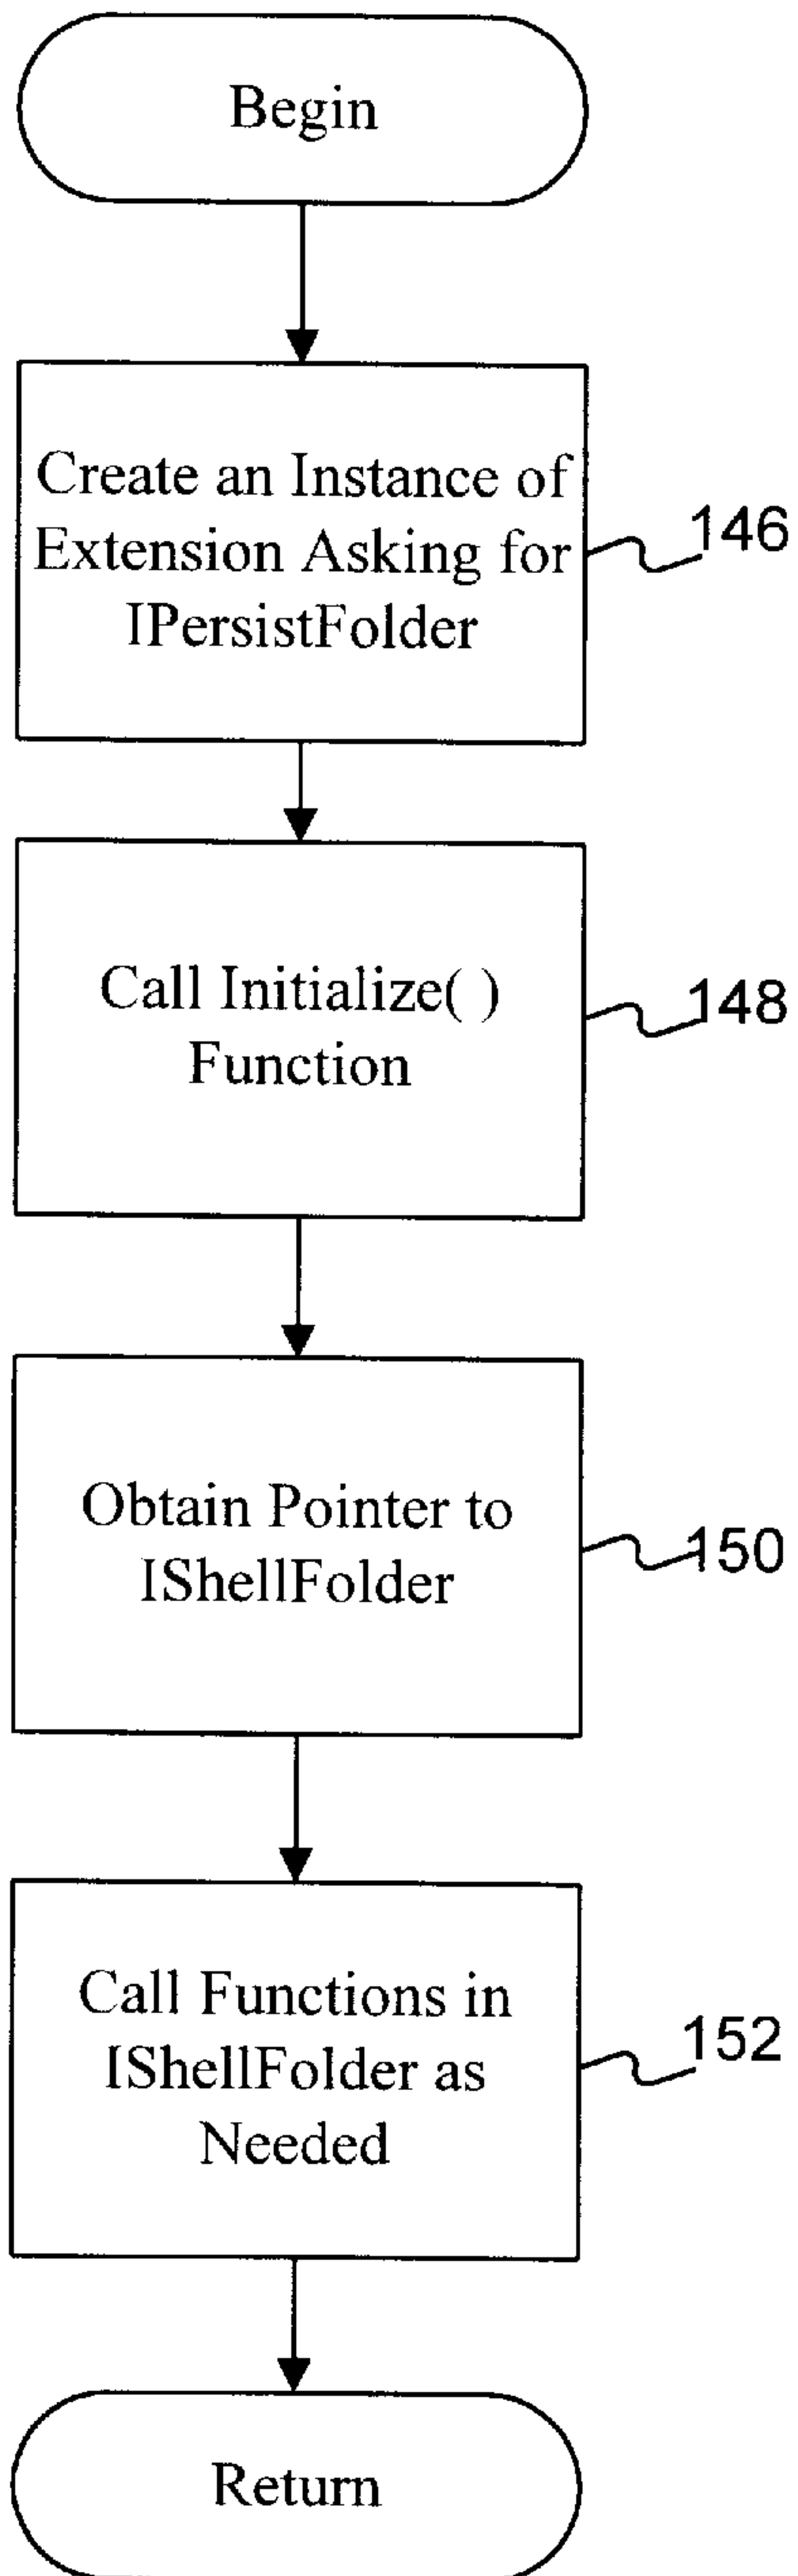 Begin
Create an Instance of
Extension Asking for
IPersistFolder
146
Call Initialize( )
Function
148
Obtain Pointer to
IShellFolder
150
Call Functions in
IShellFolder as
Needed
152
Return